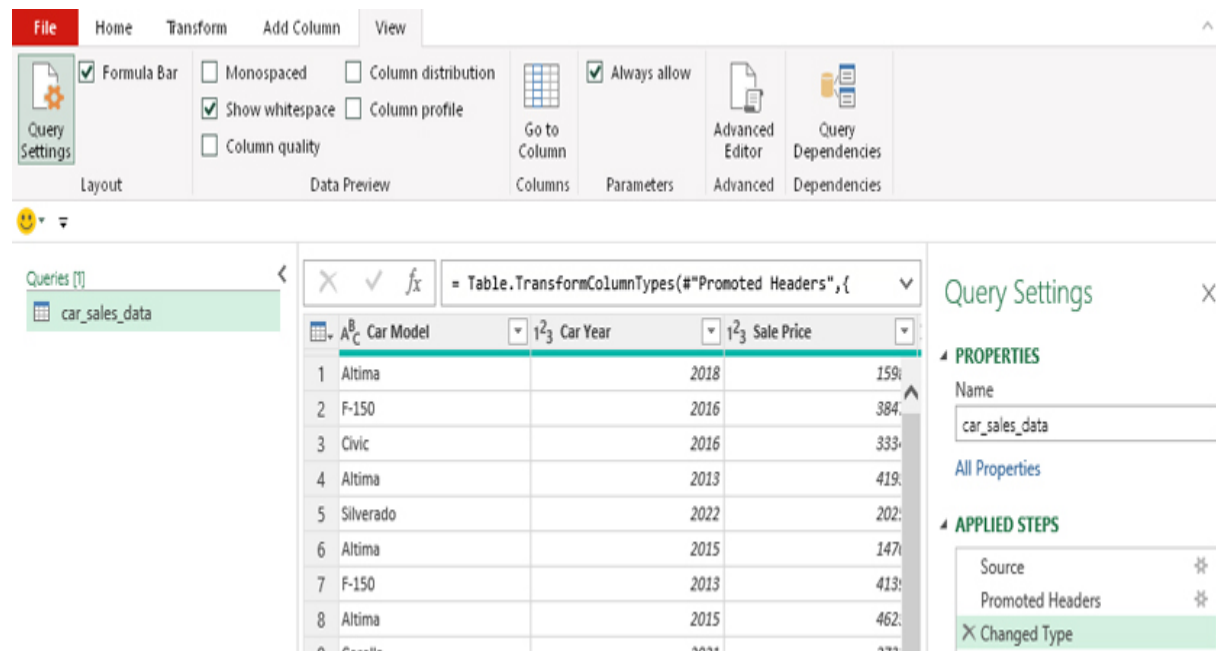 File Home Transform Add Column View
Formula Bar Monospaced Column distribution Always allow
Show whitespace Column profile
Query Settings Column quality Go to Column Advanced Editor Query Dependencies
Layout Data Preview Columns Parameters Advanced Dependencies
Queries [1]
car_sales_data
fx = Table.TransformColumnTypes(#"Promoted Headers",{
ABC Car Model 123 Car Year 123 Sale Price
1 Altima 2018
2 F-150 2016
3 Civic 2016
4 Altima 2013
5 Silverado 2022
6 Altima 2015
7 F-150 2013
8 Altima 2015
Query Settings
PROPERTIES
Name
car_sales_data
All Properties
APPLIED STEPS
Source
Promoted Headers
Changed Type